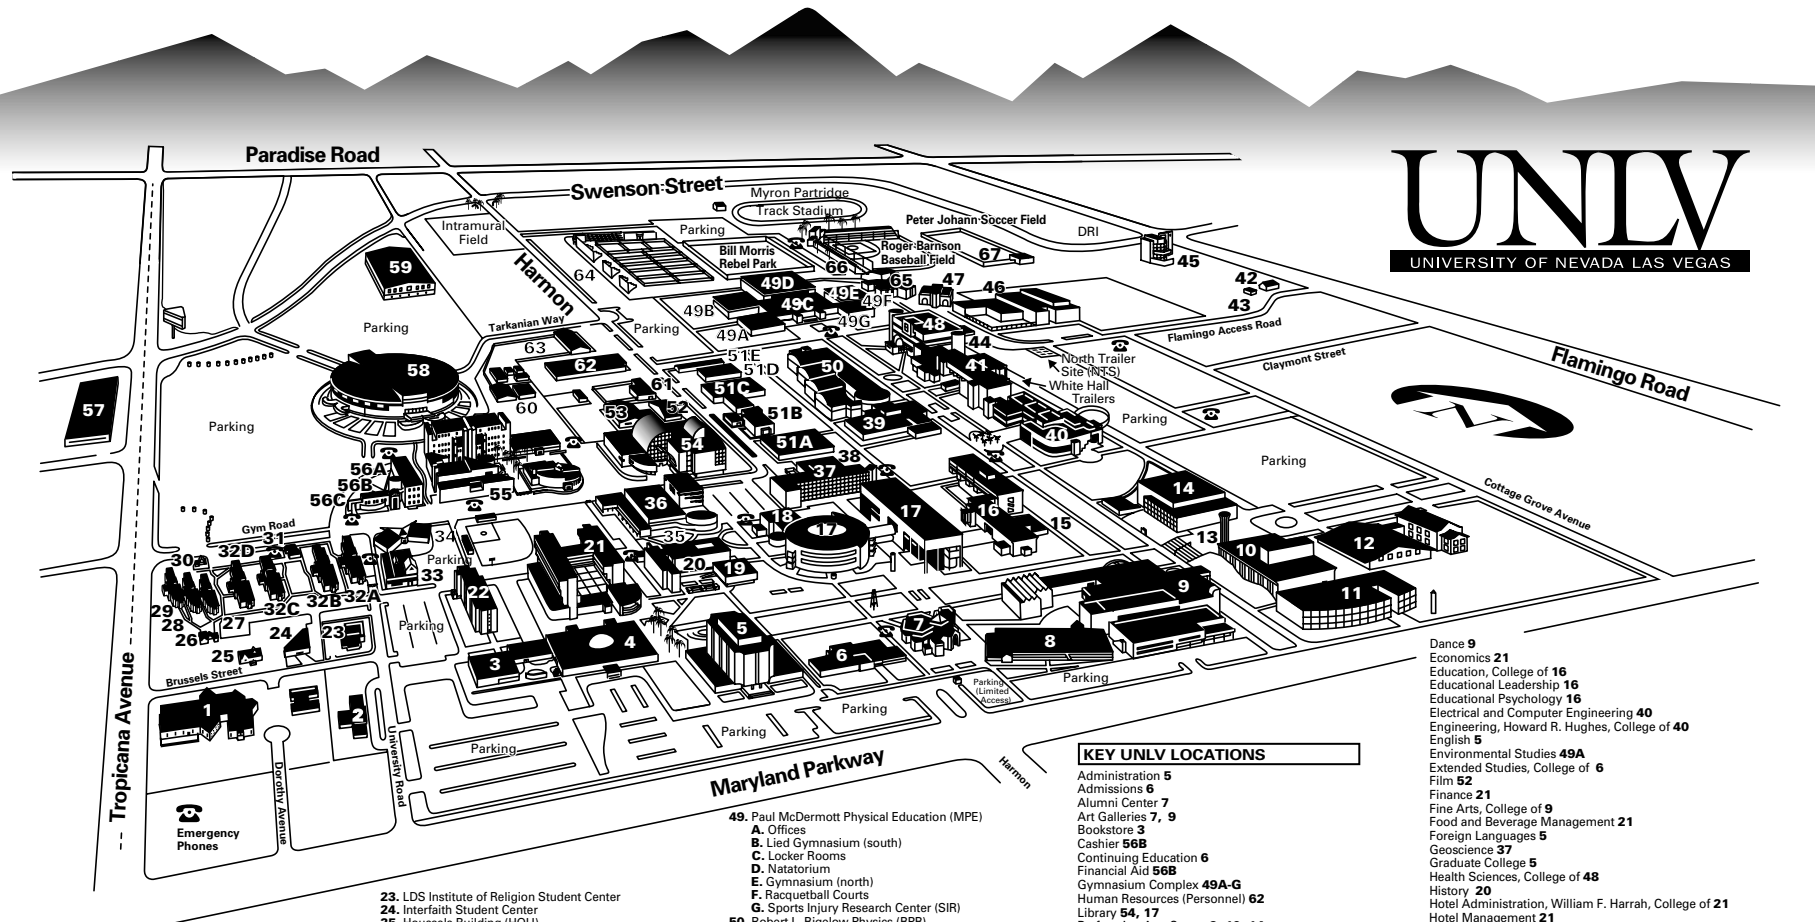 Paradise Road
Swenson Street
Myron Partridge
Track Stadium
Peter Johann Soccer Field
Intramural
Field
Parking
DRI
UNLV
UNIVERSITY OF NEVADA LAS VEGAS
Bill Morris
Rebel Park
Roger Barnson
Baseball Field
67
45
59
Harmon
64
66
65
47
46
42
43
49D
49E
49C
49F
49B
49G
49A
48
44
Parking
Tarkanian Way
Parking
Flamingo Access Road
63
51E
51D
62
50
41
North Trailer
Site (NTS)
White Hall
Trailers
Claymont Street
Flamingo Road
58
57
61
51C
60
53
52
51B
39
Parking
Parking
54
51A
40
38
37
Parking
56A
56B
56C
55
14
Cottage Grove Avenue
36
17
16
15
18
17
Gym Road
34
35
13
31
32D
30
Parking
33
21
20
19
10
12
32A
32B
32C
22
9
11
29
28
27
26
24
23
Parking
25
5
7
8
4
6
3
Brussels Street
Parking
(Limited
Access)
Parking
1
2
Parking
Parking
Parking
Tropicana Avenue
Dorothy Avenue
University Road
Maryland Parkway
Harmon
Emergency
Phones
23. LDS Institute of Religion Student Center
24. Interfaith Student Center
49. Paul McDermott Physical Education (MPE)
A. Offices
B. Lied Gymnasium (south)
C. Locker Rooms
D. Natatorium
E. Gymnasium (north)
F. Racquetball Courts
G. Sports Injury Research Center (SIR)
KEY UNLV LOCATIONS
Administration 5
Admissions 6
Alumni Center 7
Art Galleries 7, 9
Bookstore 3
Cashier 56B
Continuing Education 6
Financial Aid 56B
Gymnasium Complex 49A-G
Human Resources (Personnel) 62
Library 54, 17
Dance 9
Economics 21
Education, College of 16
Educational Leadership 16
Educational Psychology 16
Electrical and Computer Engineering 40
Engineering, Howard R. Hughes, College of 40
English 5
Environmental Studies 49A
Extended Studies, College of 6
Film 52
Finance 21
Fine Arts, College of 9
Food and Beverage Management 21
Foreign Languages 5
Geoscience 37
Graduate College 5
Health Sciences, College of 48
History 20
Hotel Administration, William F. Harrah, College of 21
Hotel Management 21